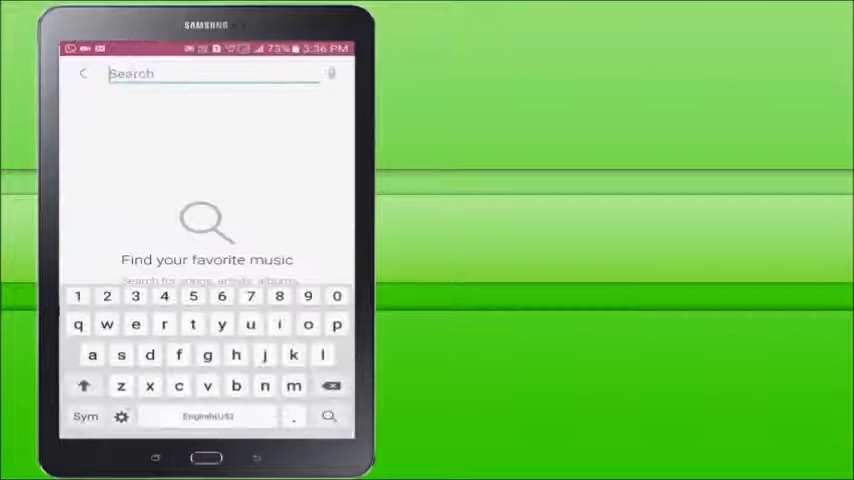 SAMSUNG
73% 3:36 PM
Search
Find your favorite music
Search for songs, artists, albums,
1 2 3 4 5 6 7 8 9 0
q w e r t y u i o p
a s d f g h j k l
z x c v b n m
Sym English(US) .